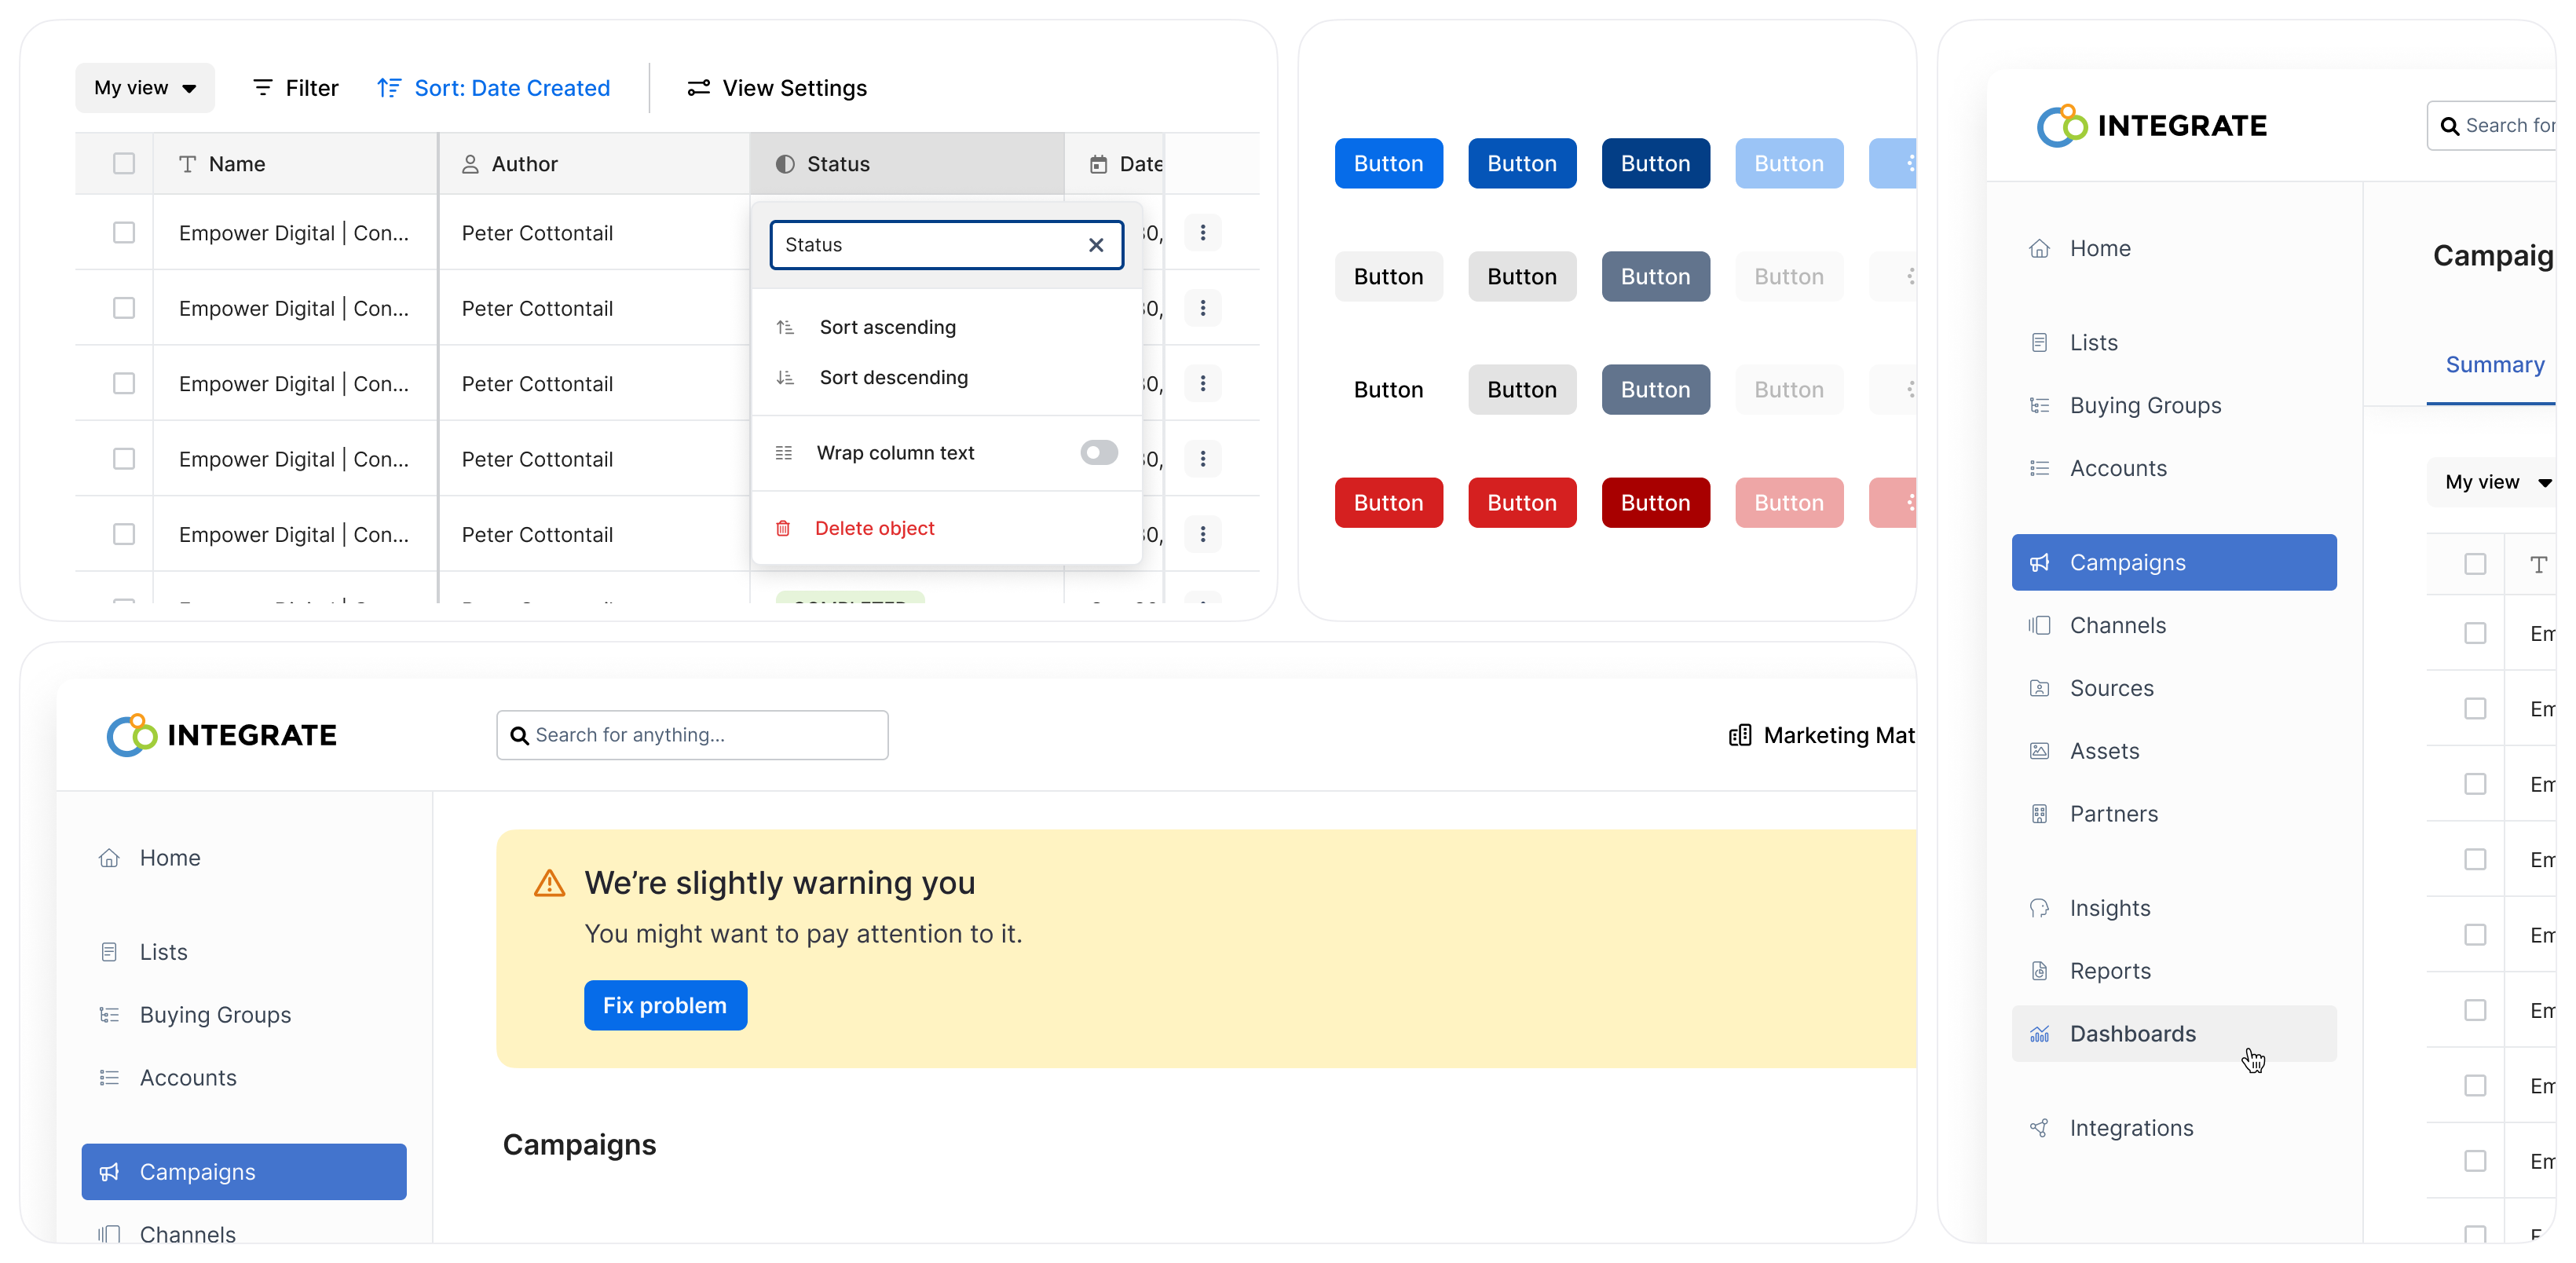 My view
Filter
Sort: Date Created
View Settings
Name
Author
Status
Date
Empower Digital | Con...
Peter Cottontail
Empower Digital | Con...
Peter Cottontail
Empower Digital | Con...
Peter Cottontail
Empower Digital | Con...
Peter Cottontail
Empower Digital | Con...
Peter Cottontail
Status
Sort ascending
Sort descending
Wrap column text
Delete object
Button Button Button Button
Button Button Button Button
Button Button Button Button
Button Button Button Button
INTEGRATE
Search for anything...
Marketing Mat
Home
Lists
Buying Groups
Accounts
Campaigns
Channels
We’re slightly warning you
You might want to pay attention to it.
Fix problem
Campaigns
INTEGRATE
Search for
Home
Lists
Buying Groups
Accounts
Campaigns
Channels
Sources
Assets
Partners
Insights
Reports
Dashboards
Integrations
Campaig
Summary
My view
Em
Em
Em
Em
Em
Em
Em
Em